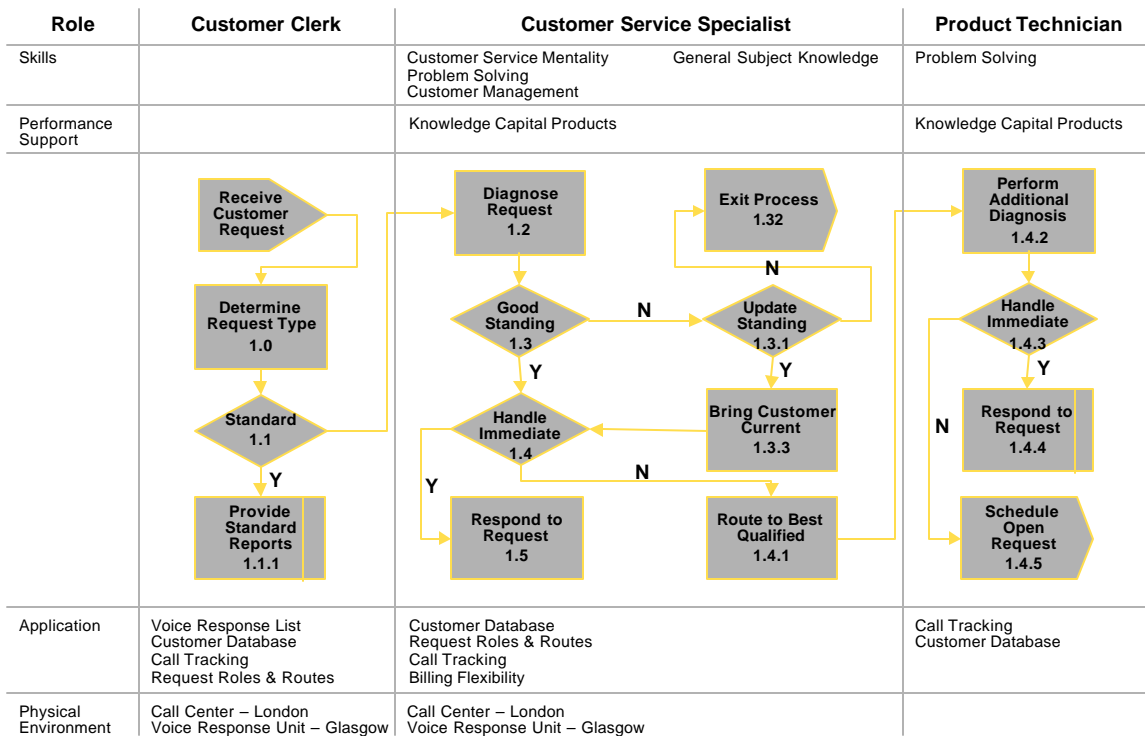 Role
Customer Clerk
Customer Service Specialist
Product Technician
Skills
Customer Service Mentality
Problem Solving
Customer Management
General Subject Knowledge
Problem Solving
Performance
Support
Knowledge Capital Products
Knowledge Capital Products
Receive
Customer
Request
Determine
Request Type
1.0
Standard
1.1
Y
Provide
Standard
Reports
1.1.1
Diagnose
Request
1.2
Good
Standing
1.3
N
Y
Handle
Immediate
1.4
Y
N
Respond to
Request
1.5
Exit Process
1.32
N
Update
Standing
1.3.1
Y
Bring Customer
Current
1.3.3
Route to Best
Qualified
1.4.1
Perform
Additional
Diagnosis
1.4.2
Handle
Immediate
1.4.3
Y
N
Respond to
Request
1.4.4
Schedule
Open
Request
1.4.5
Application
Voice Response List
Customer Database
Call Tracking
Request Roles & Routes
Customer Database
Request Roles & Routes
Call Tracking
Billing Flexibility
Call Tracking
Customer Database
Physical
Environment
Call Center – London
Voice Response Unit – Glasgow
Call Center – London
Voice Response Unit – Glasgow